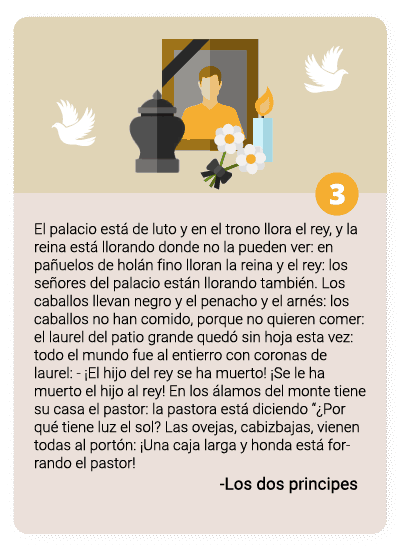 3
El palacio está de luto y en el trono llora el rey, y la
reina está llorando donde no la pueden ver: en
pañuelos de holán fino lloran la reina y el rey: los
señores del palacio están llorando también. Los
caballos llevan negro y el penacho y el arnés: los
caballos no han comido, porque no quieren comer:
el laurel del patio grande quedó sin hoja esta vez:
todo el mundo fue al entierro con coronas de
laurel: - ¡El hijo del rey se ha muerto! ¡Se le ha
muerto el hijo al rey! En los álamos del monte tiene
su casa el pastor: la pastora está diciendo “¿Por
qué tiene luz el sol? Las ovejas, cabizbajas, vienen
todas al portón: ¡Una caja larga y honda está for-
rando el pastor!
-Los dos principes